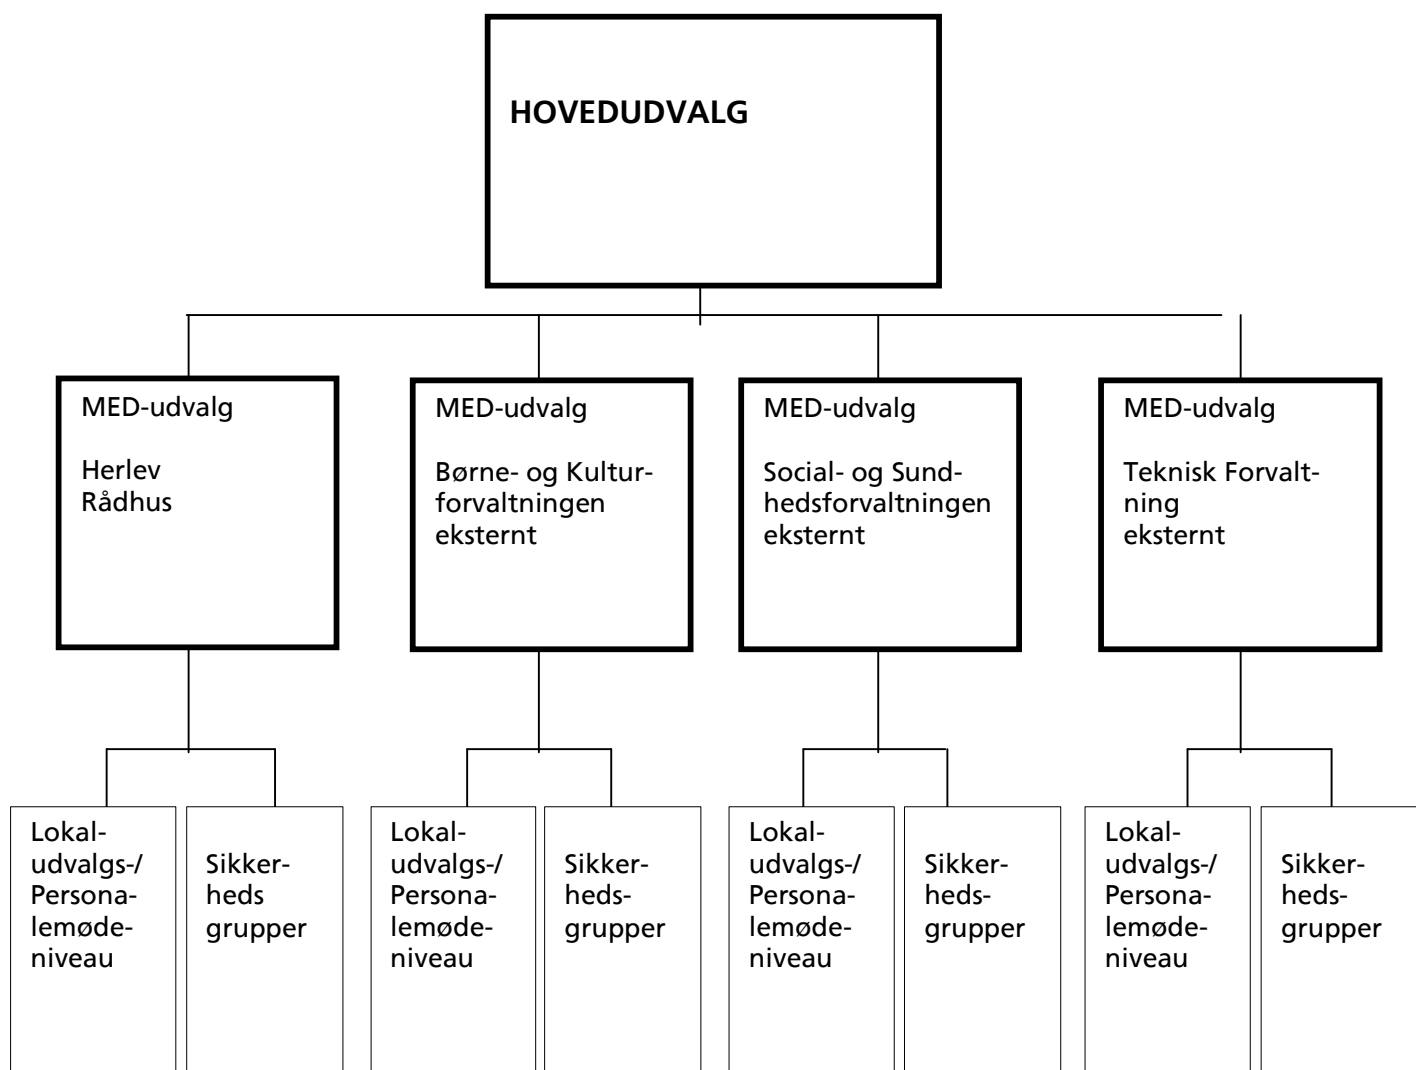 HOVEDUDVALG
MED-udvalg
Herlev
Rådhus
MED-udvalg
Børne- og Kultur-
forvaltningen
eksternt
MED-udvalg
Social- og Sund-
hedsforvaltningen
eksternt
MED-udvalg
Teknisk Forvalt-
ning
eksternt
Lokal-
udvalgs-/
Persona-
lemøde-
niveau
Sikker-
heds
grupper
Lokal-
udvalgs-/
Persona-
lemøde-
niveau
Sikker-
heds-
grupper
Lokal-
udvalgs-/
Persona-
lemøde-
niveau
Sikker-
heds-
grupper
Lokal-
udvalgs-/
Persona-
lemøde-
niveau
Sikker-
heds-
grupper